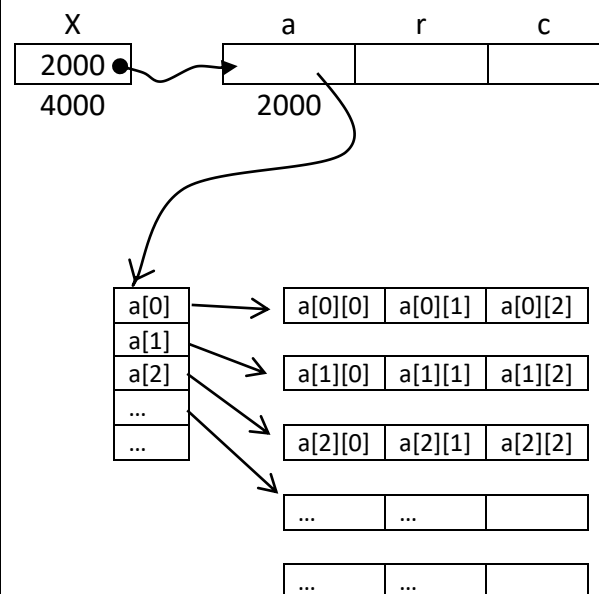 X a r c
2000
4000 2000
a[0] a[0][0] a[0][1] a[0][2]
a[1]
a[2] a[1][0] a[1][1] a[1][2]
...
... a[2][0] a[2][1] a[2][2]
... ...
... ...